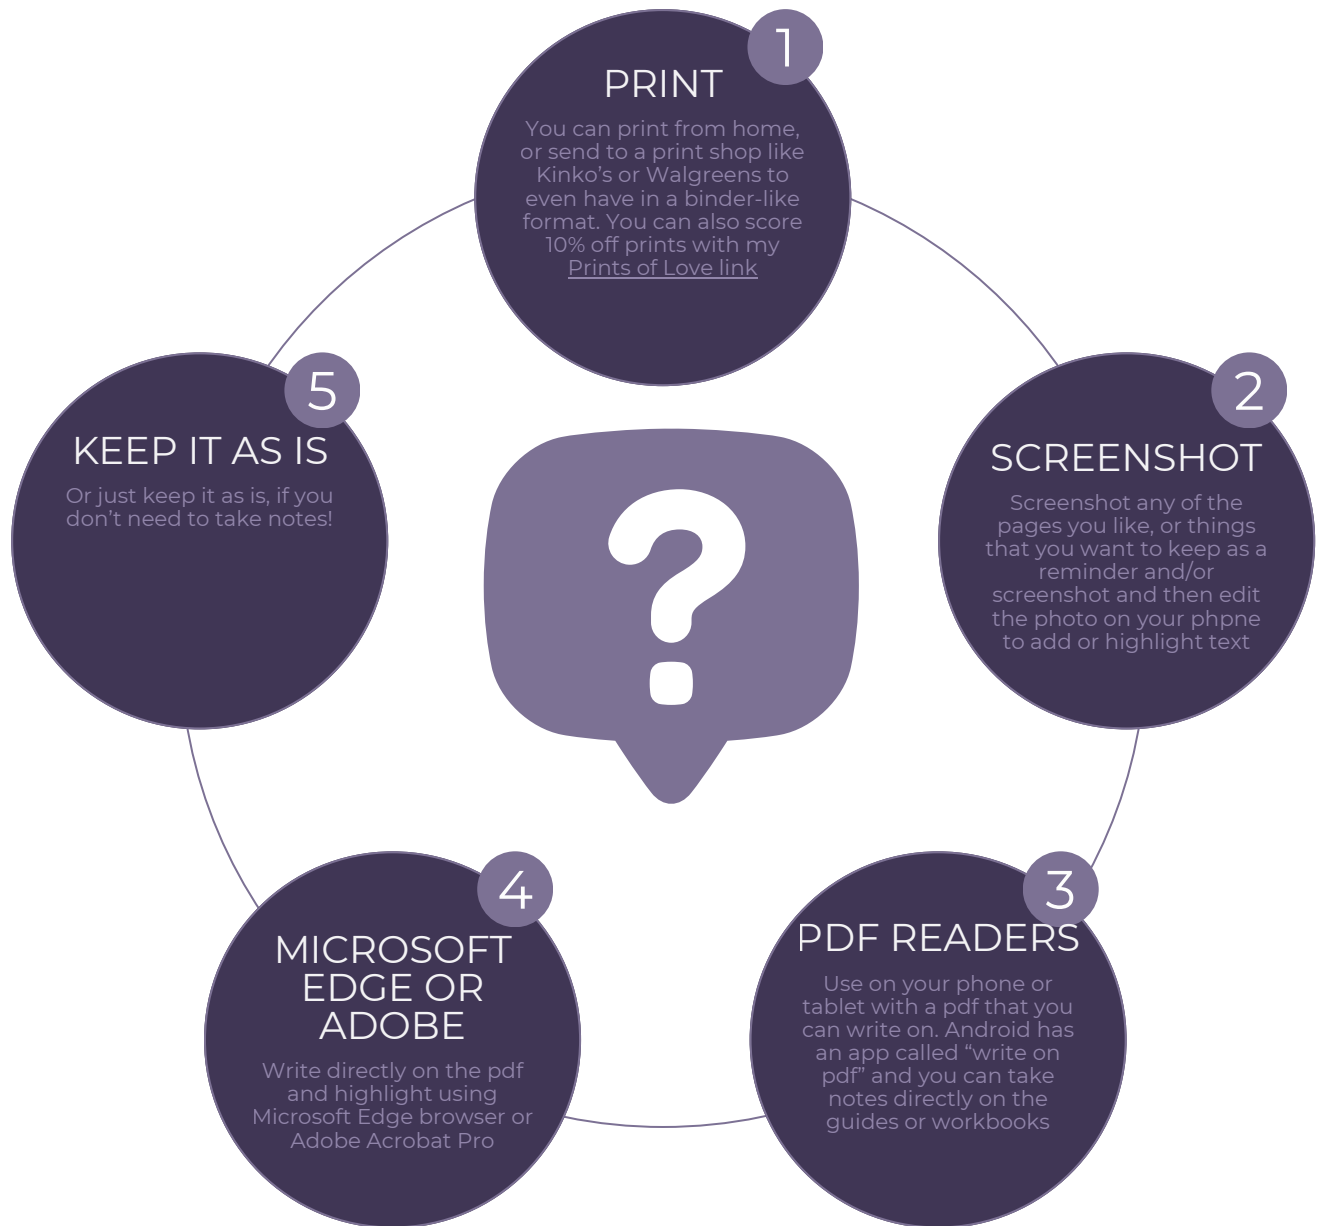 1
PRINT
You can print from home,
or send to a print shop like
Kinko’s or Walgreens to
even have in a binder-like
format. You can also score
10% off prints with my
Prints of Love link
2
SCREENSHOT
Screenshot any of the
pages you like, or things
that you want to keep as a
reminder and/or
screenshot and then edit
the photo on your phpne
to add or highlight text
3
PDF READERS
Use on your phone or
tablet with a pdf that you
can write on. Android has
an app called “write on
pdf” and you can take
notes directly on the
guides or workbooks
4
MICROSOFT
EDGE OR
ADOBE
Write directly on the pdf
and highlight using
Microsoft Edge browser or
Adobe Acrobat Pro
5
KEEP IT AS IS
Or just keep it as is, if you
don’t need to take notes!
?